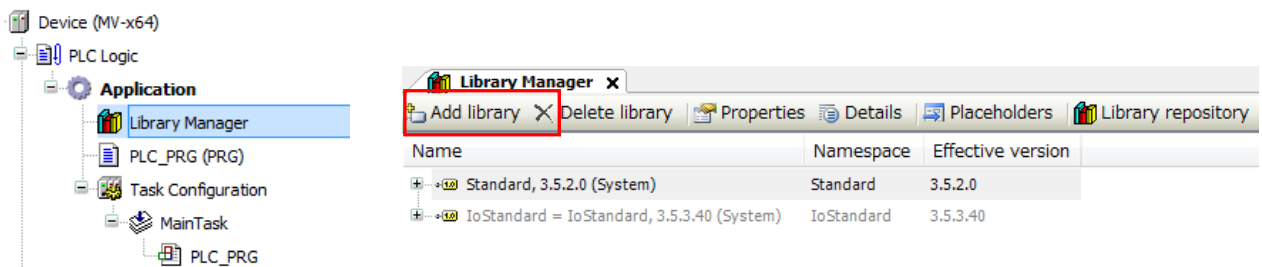 Device (MV-x64)
PLC Logic
Application
Library Manager
PLC_PRG (PRG)
Task Configuration
MainTask
PLC_PRG
Library Manager x
Add library Delete library Properties Details Placeholders Library repository
Name Namespace Effective version
Standard, 3.5.2.0 (System) Standard 3.5.2.0
IoStandard = IoStandard, 3.5.3.40 (System) IoStandard 3.5.3.40